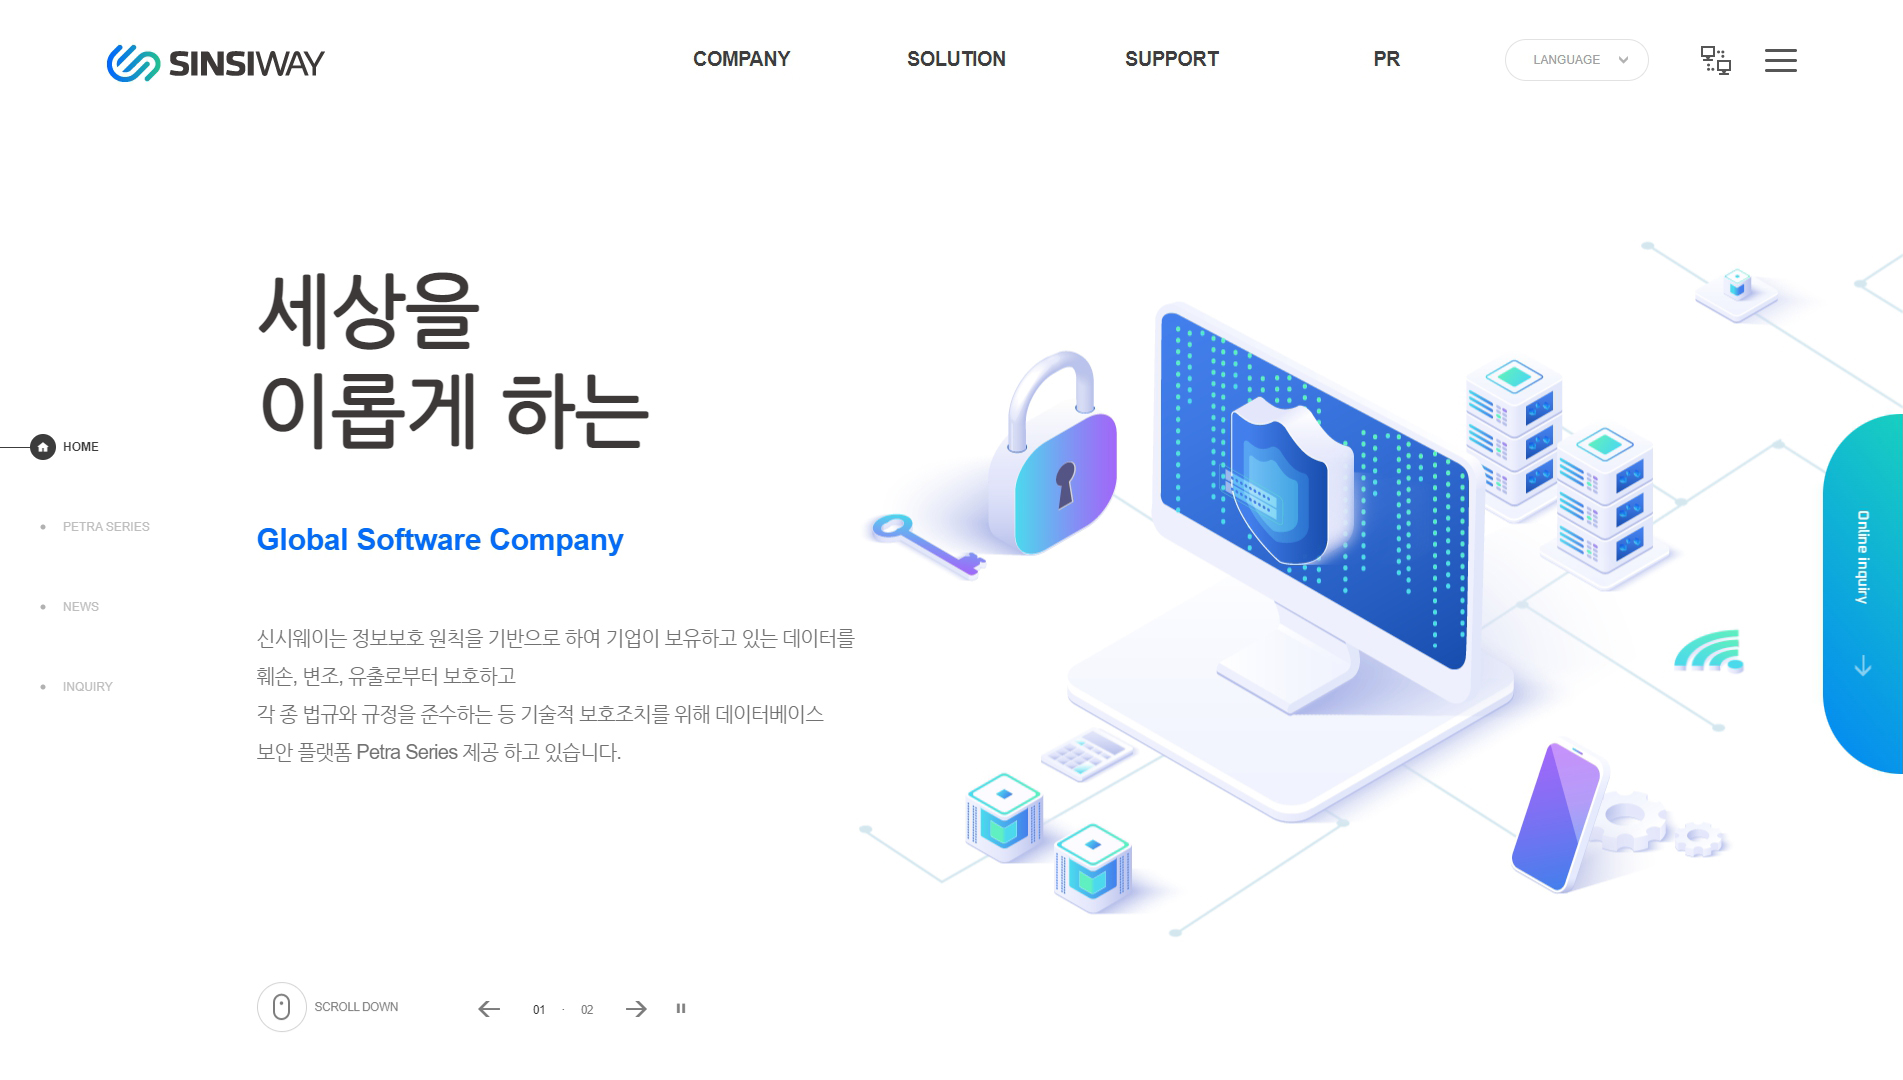 SINSIWAY
COMPANY
SOLUTION
SUPPORT
PR
LANGUAGE
세상을
이롭게 하는
HOME
PETRA SERIES
NEWS
INQUIRY
Global Software Company
신시웨이는 정보보호 원칙을 기반으로 하여 기업이 보유하고 있는 데이터를
훼손, 변조, 유출로부터 보호하고
각 종 법규와 규정을 준수하는 등 기술적 보호조치를 위해 데이터베이스
보안 플랫폼 Petra Series 제공 하고 있습니다.
Online inquiry
SCROLL DOWN
01 · 02